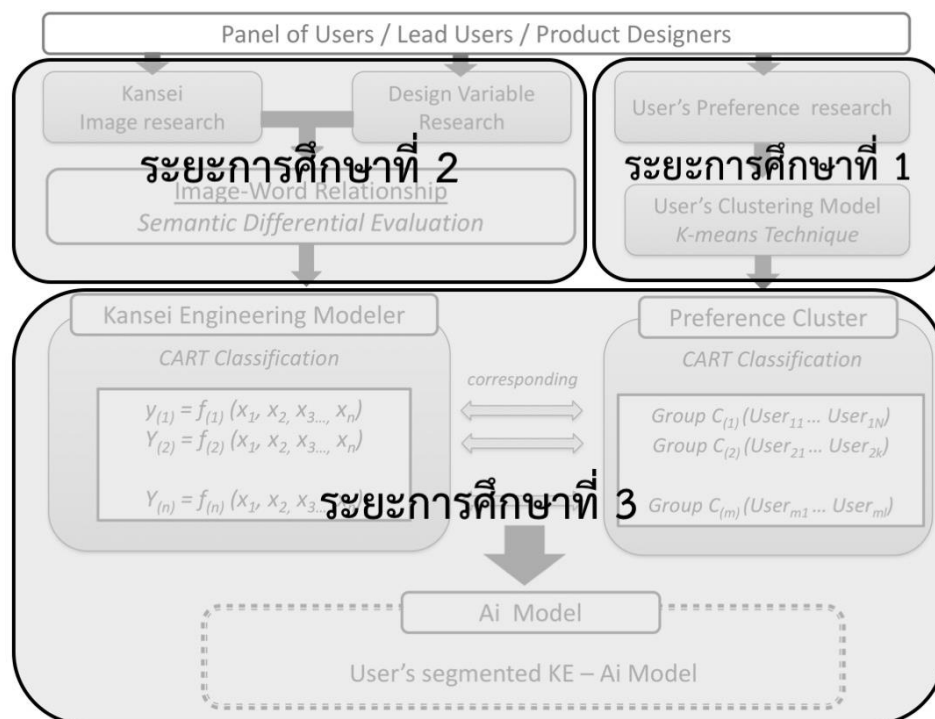 Panel of Users / Lead Users / Product Designers
Kansei
Image research
Design Variable
Research
User's Preference research
ระยะการศึกษาที่ 2
ระยะการศึกษาที่ 1
Image-Word Relationship
Semantic Differential Evaluation
User's Clustering Model
K-means Technique
Kansei Engineering Modeler
Preference Cluster
CART Classification
CART Classification
corresponding
y(1) = f(1) (x1, x2, x3..., xn)
Y(2) = f(2) (x1, x2, x3..., xn)
Group C(1) (User11 ... User1N)
Group C(2) (User21 ... User2k)
Y(n) = f(n) (x1, x2, x3...,
ระยะการศึกษาที่ 3
Group C(m) (Userm1 ... Userml)
Ai Model
User's segmented KE – Ai Model